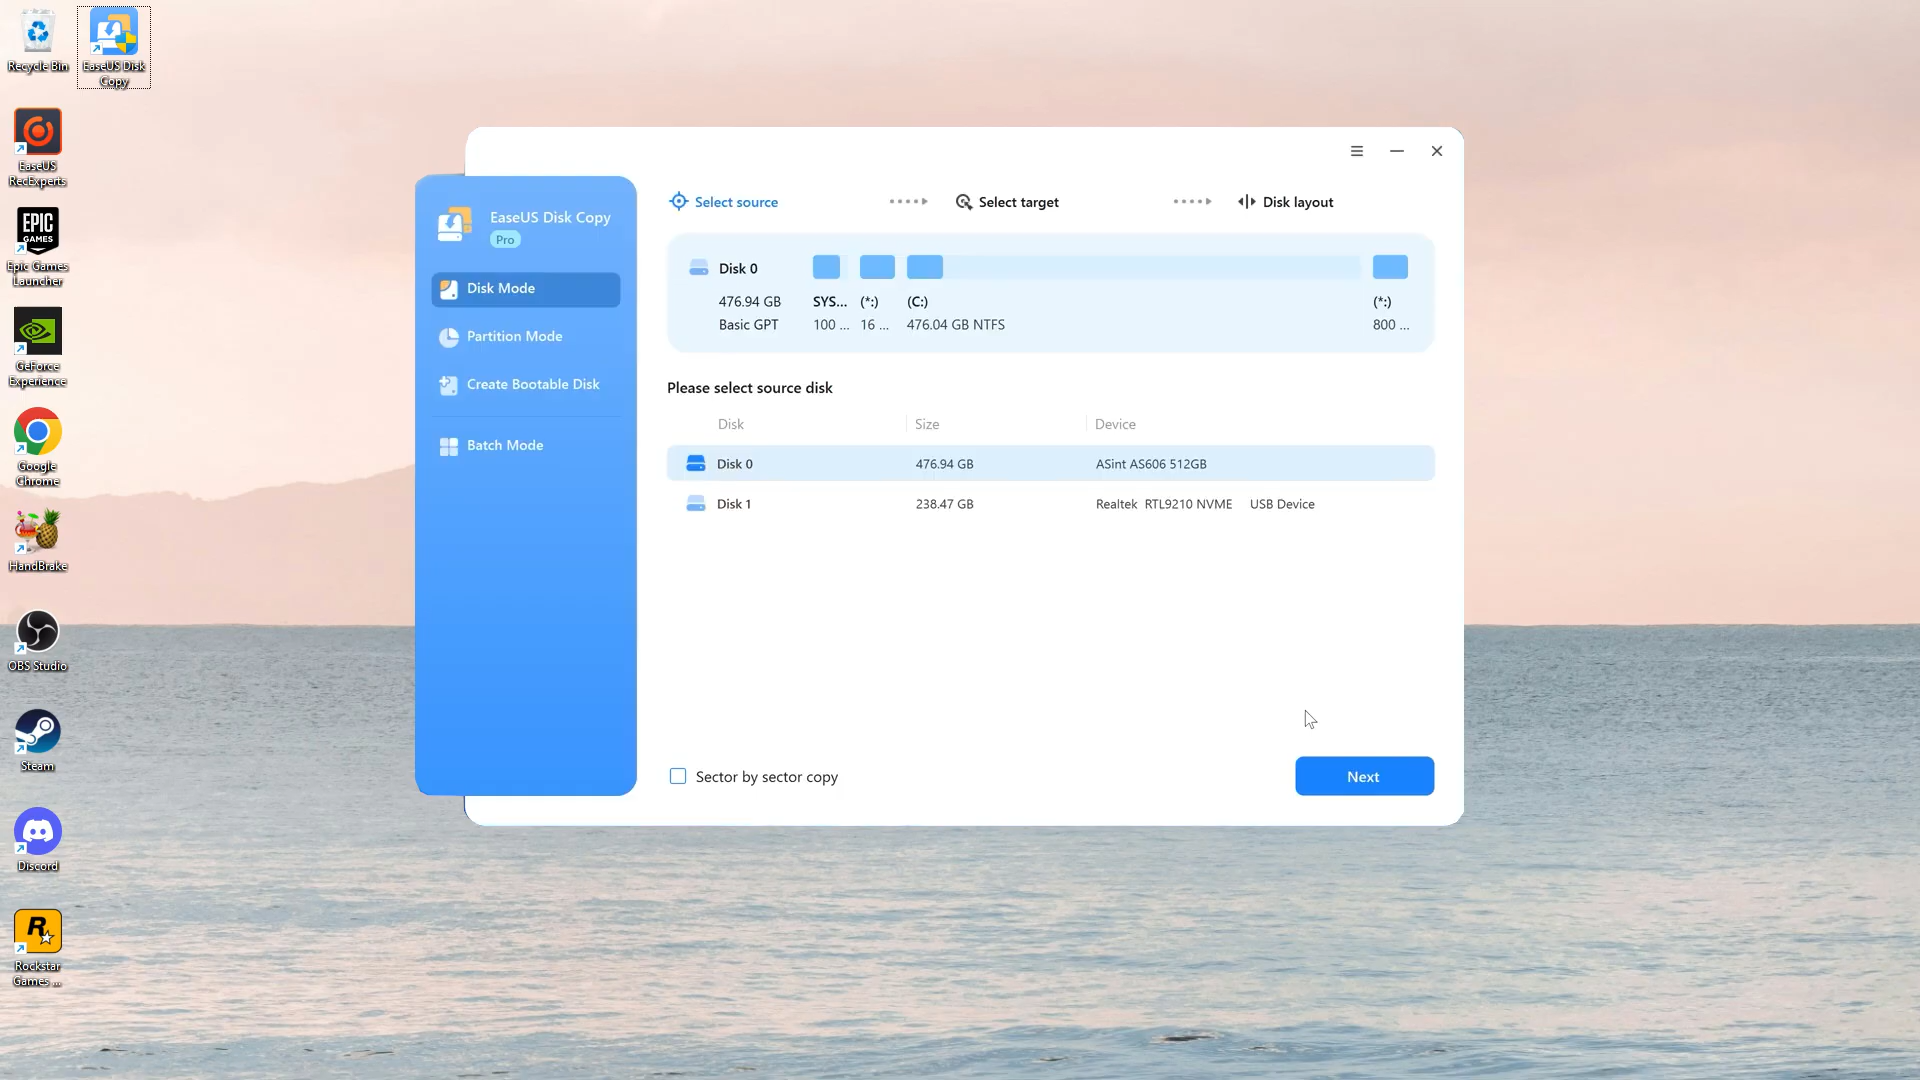 Recycle Bin
EaseUS Disk
Copy
EaseUS
RecExperts
EPIC
GAMES
Epic Games
Launcher
GeForce
Experience
Google
Chrome
HandBrake
OBS Studio
Steam
Discord
R
Rockstar
Games ...
EaseUS Disk Copy
Pro
Disk Mode
Partition Mode
Create Bootable Disk
Batch Mode
Select source
Select target
Disk layout
Disk 0
476.94 GB SYS... (*:) (C:) (*:)
Basic GPT 100 ... 16 ... 476.04 GB NTFS 800 ...
Please select source disk
Disk Size Device
Disk 0 476.94 GB ASint AS606 512GB
Disk 1 238.47 GB Realtek RTL9210 NVME USB Device
Sector by sector copy
Next